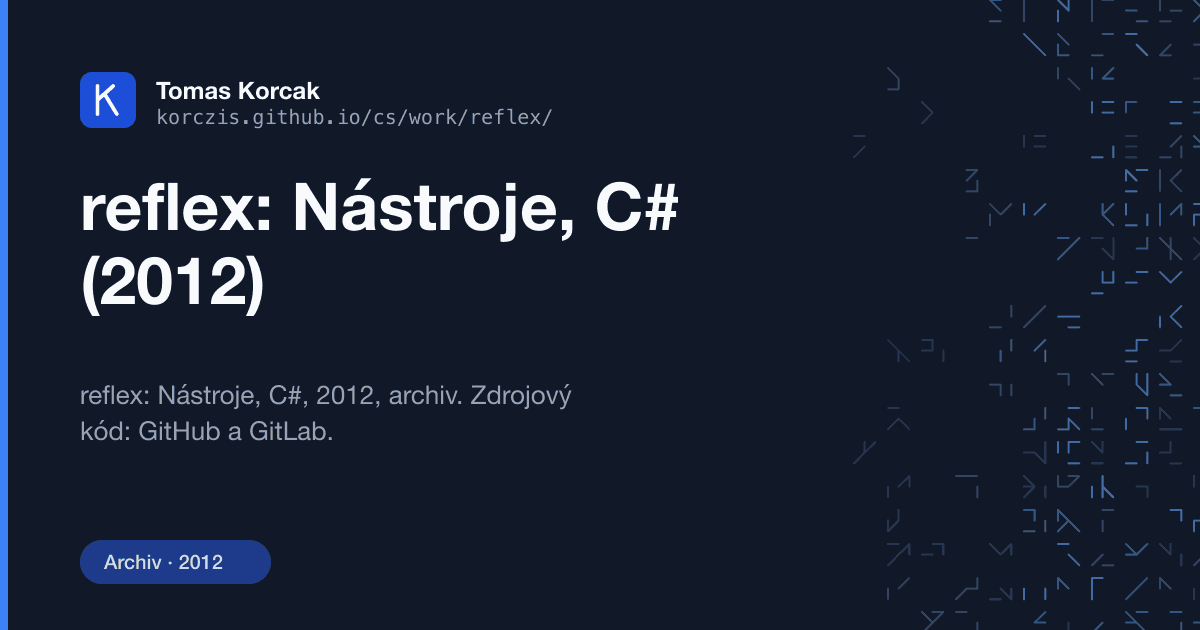 K
Tomas Korcak
korczis.github.io/cs/work/reflex/
reflex: Nástroje, C#
(2012)
reflex: Nástroje, C#, 2012, archiv. Zdrojový
kód: GitHub a GitLab.
Archiv · 2012